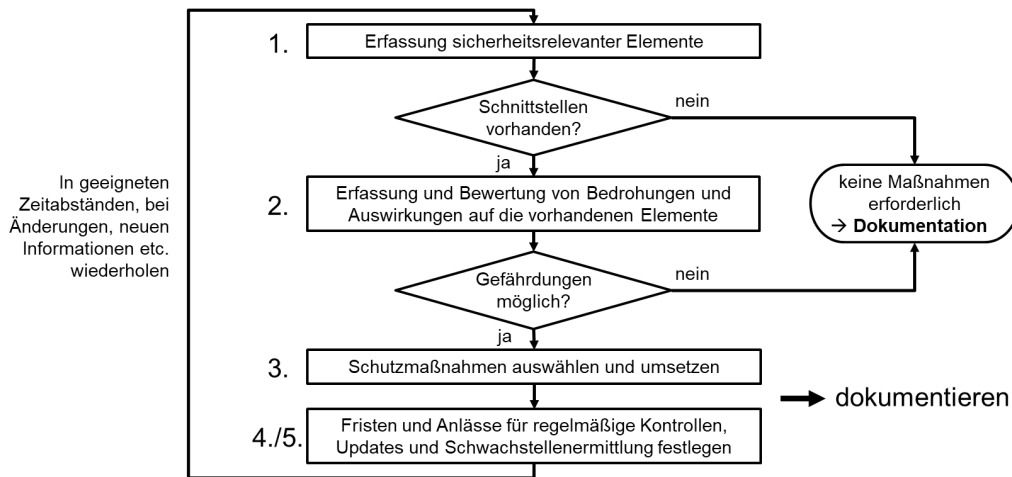 1.
Erfassung sicherheitsrelevanter Elemente
Schnittstellen
vorhanden?
nein
ja
In geeigneten
Zeitabständen, bei
Änderungen, neuen
Informationen etc.
wiederholen
2.
Erfassung und Bewertung von Bedrohungen und
Auswirkungen auf die vorhandenen Elemente
keine Maßnahmen
erforderlich
→ Dokumentation
Gefährdungen
möglich?
nein
ja
3.
Schutzmaßnahmen auswählen und umsetzen
dokumentieren
4./5.
Fristen und Anlässe für regelmäßige Kontrollen,
Updates und Schwachstellenermittlung festlegen